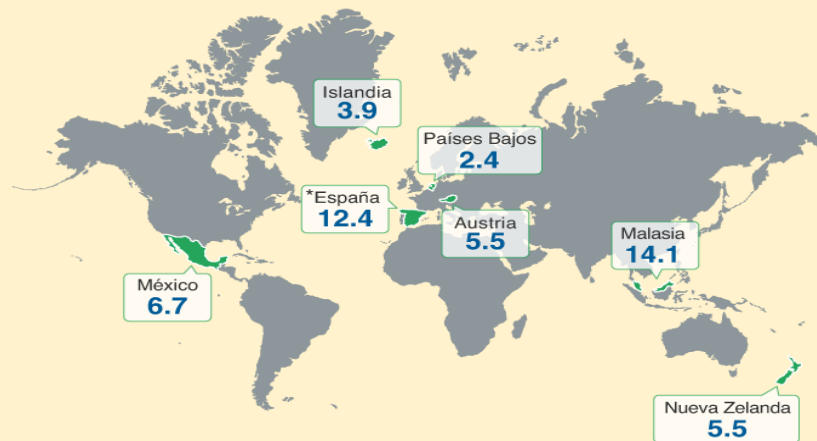 Islandia
3.9
Países Bajos
2.4
*España
12.4
Austria
5.5
Malasia
14.1
México
6.7
Nueva Zelanda
5.5